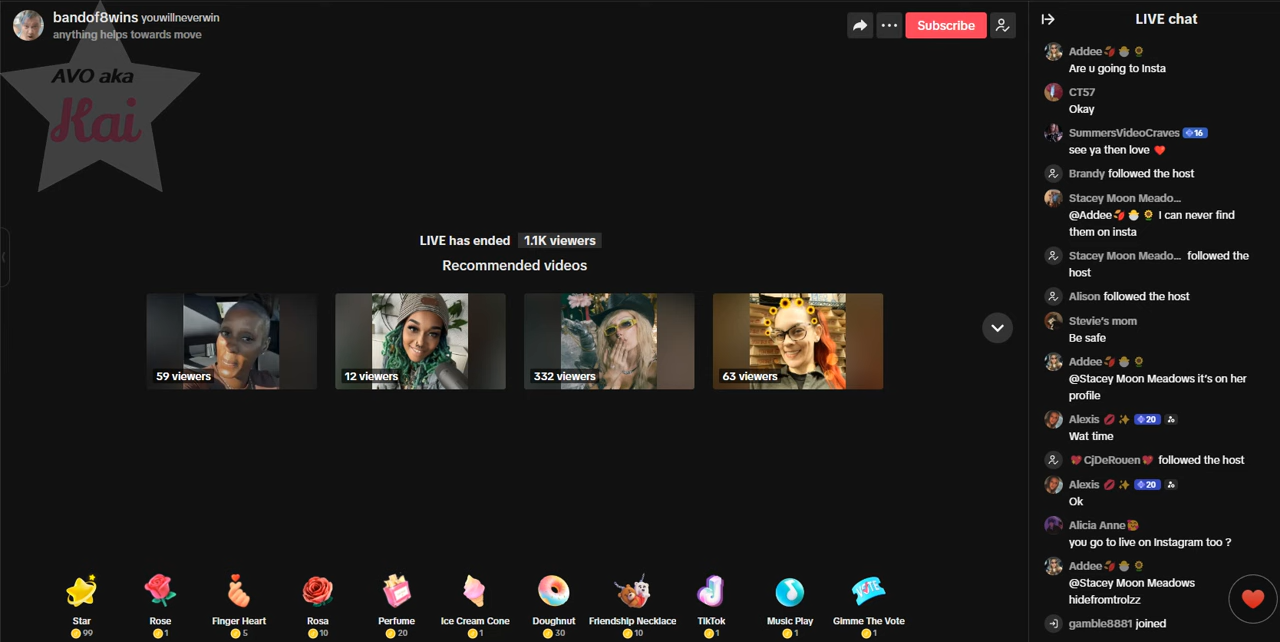 bandof8wins youwillneverwin
anything helps towards move
AVO aka
Kai
Subscribe
LIVE has ended 1.1K viewers
Recommended videos
59 viewers
12 viewers
332 viewers
63 viewers
Star
99
Rose
1
Finger Heart
5
Rosa
10
Perfume
20
Ice Cream Cone
1
Doughnut
30
Friendship Necklace
10
TikTok
1
Music Play
1
VOTE
Gimme The Vote
1
LIVE chat
Addee
Are u going to Insta
CT57
Okay
SummersVideoCraves 16
see ya then love
Brandy followed the host
Stacey Moon Meado...
@Addee I can never find
them on insta
Stacey Moon Meado... followed the
host
Alison followed the host
Stevie's mom
Be safe
Addee
@Stacey Moon Meadows it's on her
profile
Alexis 20
Wat time
CjDeRouen followed the host
Alexis 20
Ok
Alicia Anne
you go to live on Instagram too ?
Addee
@Stacey Moon Meadows
hidefromtrolzz
gamble8881 joined